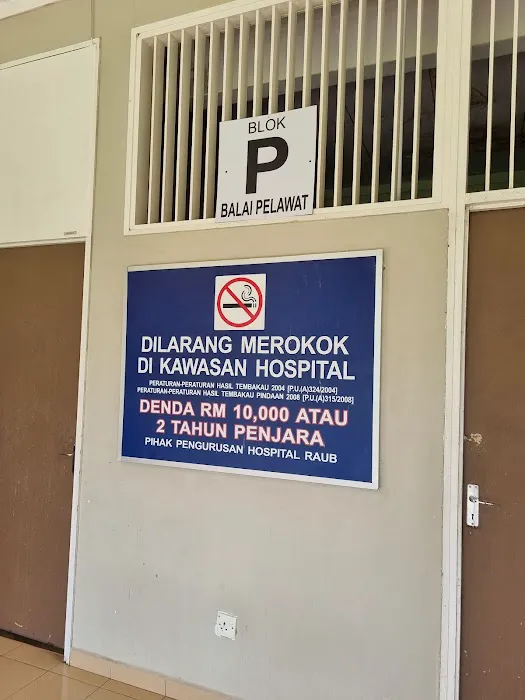 BLOK
P
BALAI PELAWAT
DILARANG MEROKOK
DI KAWASAN HOSPITAL
PERATURAN-PERATURAN HASIL TEMBAKAU 2004 [P.U.(A)324/2004]
PERATURAN-PERATURAN HASIL TEMBAKAU PINDAAN 2008 [P.U.(A)315/2008]
DENDA RM 10,000 ATAU
2 TAHUN PENJARA
PIHAK PENGURUSAN HOSPITAL RAUB